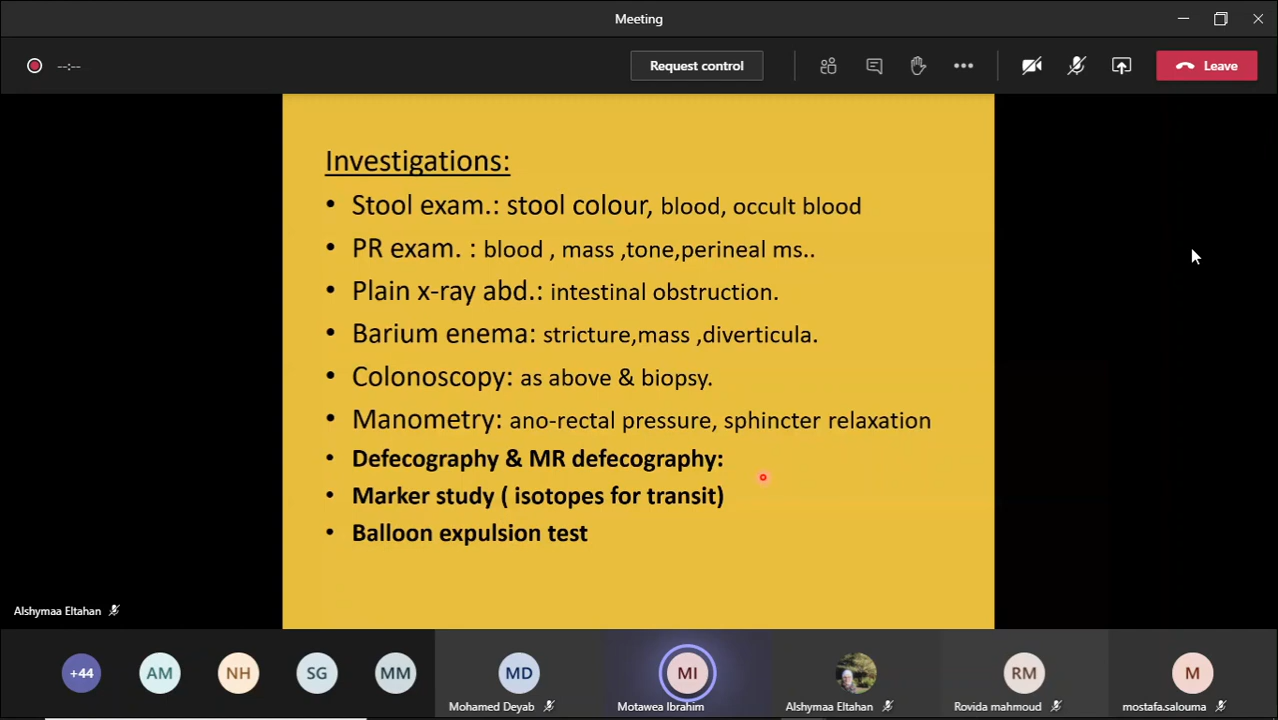 Meeting
--:--
Request control
Leave
Investigations:
• Stool exam.: stool colour, blood, occult blood
• PR exam. : blood , mass ,tone,perineal ms..
• Plain x-ray abd.: intestinal obstruction.
• Barium enema: stricture,mass ,diverticula.
• Colonoscopy: as above & biopsy.
• Manometry: ano-rectal pressure, sphincter relaxation
• Defecography & MR defecography:
• Marker study ( isotopes for transit)
• Balloon expulsion test
Alshymaa Eltahan
+44
AM
NH
SG
MM
MD
MI
RM
M
Mohamed Deyab
Motawea Ibrahim
Alshymaa Eltahan
Rovida mahmoud
mostafa.salouma